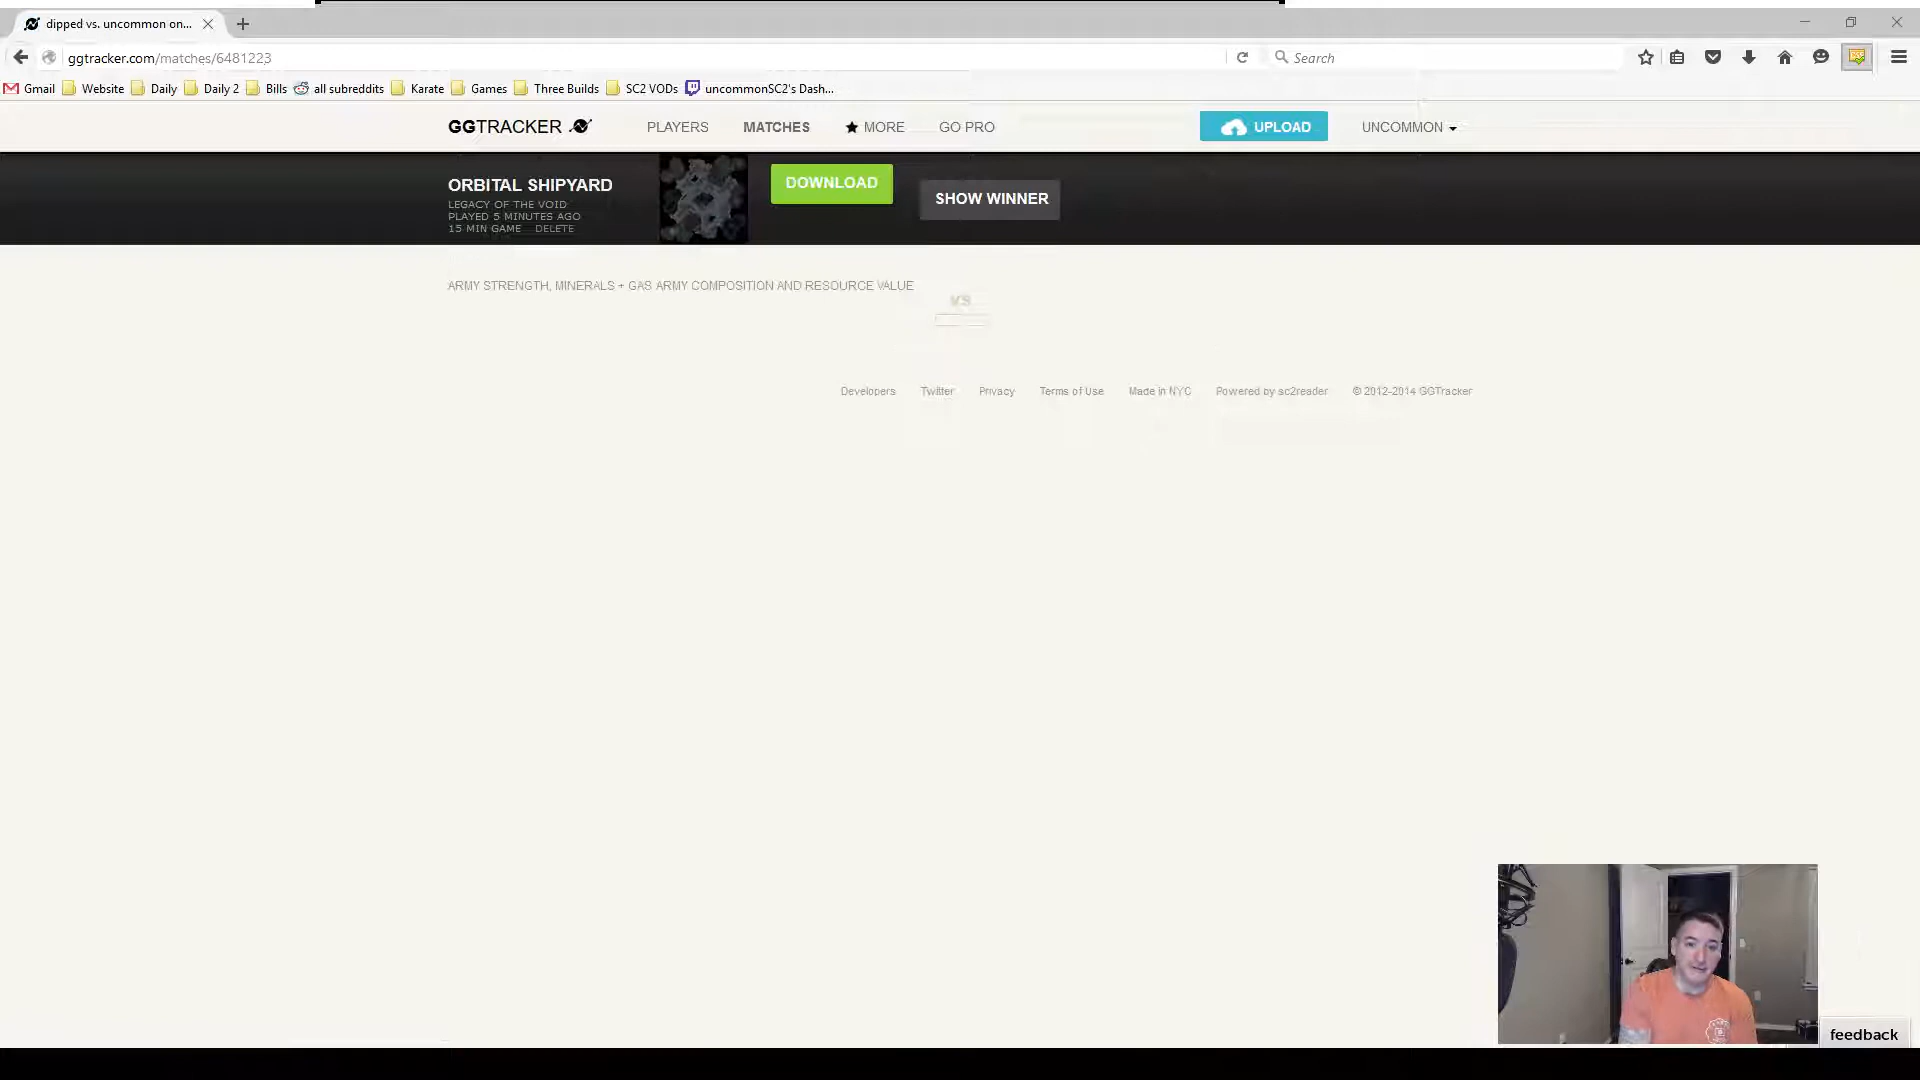 dipped vs. uncommon on...
ggtracker.com/matches/6481223
Search
Gmail Website Daily Daily 2 Bills all subreddits Karate Games Three Builds SC2 VODs uncommonSC2's Dash...
GGTRACKER PLAYERS MATCHES MORE GO PRO UPLOAD UNCOMMON
ORBITAL SHIPYARD
LEGACY OF THE VOID
PLAYED 5 MINUTES AGO
15 MIN GAME DELETE
DOWNLOAD
SHOW WINNER
ARMY STRENGTH, MINERALS + GAS ARMY COMPOSITION AND RESOURCE VALUE
VS
Developers Twitter Privacy Terms of Use Made in NYC Powered by sc2reader © 2012-2014 GGTracker
feedback